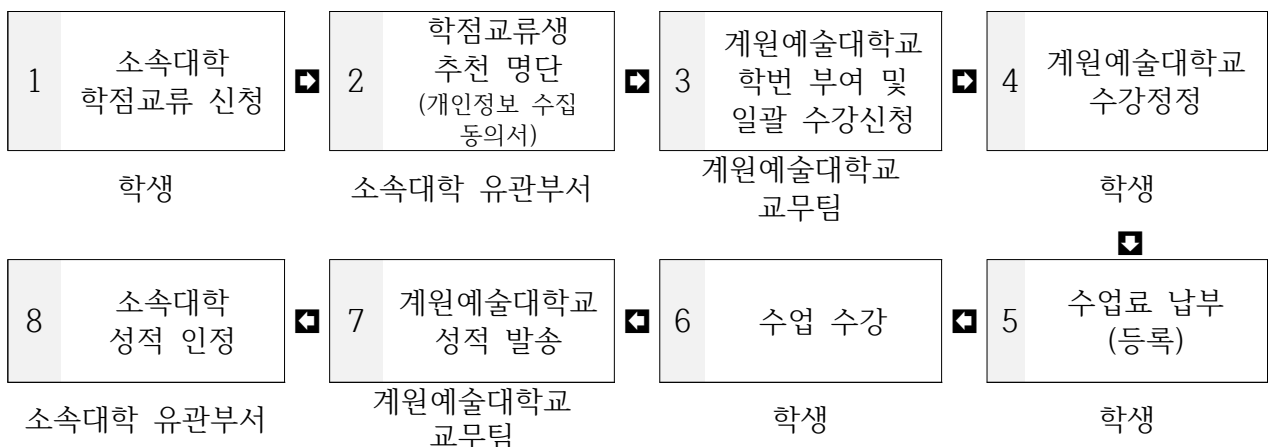 1
소속대학
학점교류 신청
학생
2
학점교류생
추천 명단
(개인정보 수집
동의서)
소속대학 유관부서
3
계원예술대학교
학번 부여 및
일괄 수강신청
계원예술대학교
교무팀
4
계원예술대학교
수강정정
학생
5
수업료 납부
(등록)
학생
6
수업 수강
학생
7
계원예술대학교
성적 발송
계원예술대학교
교무팀
8
소속대학
성적 인정
소속대학 유관부서